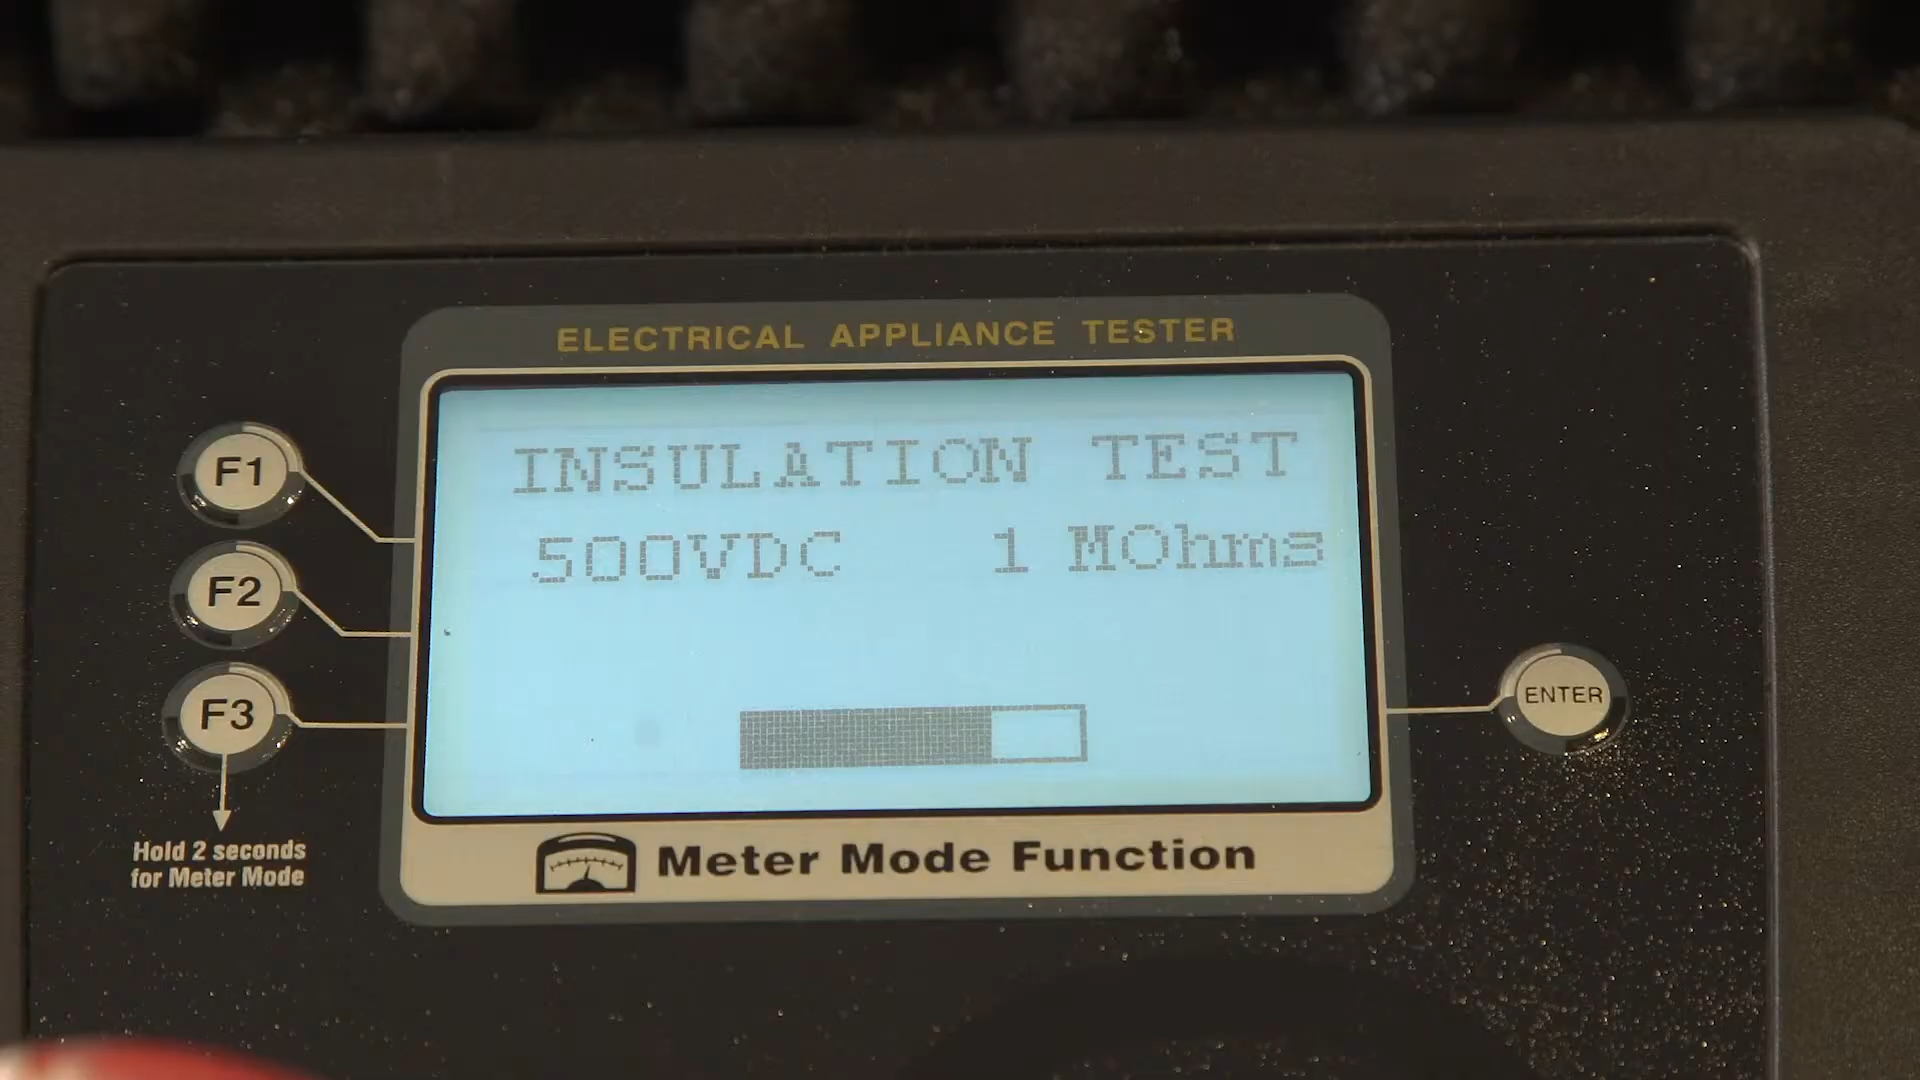 ELECTRICAL APPLIANCE TESTER
F1
INSULATION TEST
500VDC 1 MOhms
F2
F3
ENTER
Hold 2 seconds
for Meter Mode
Meter Mode Function